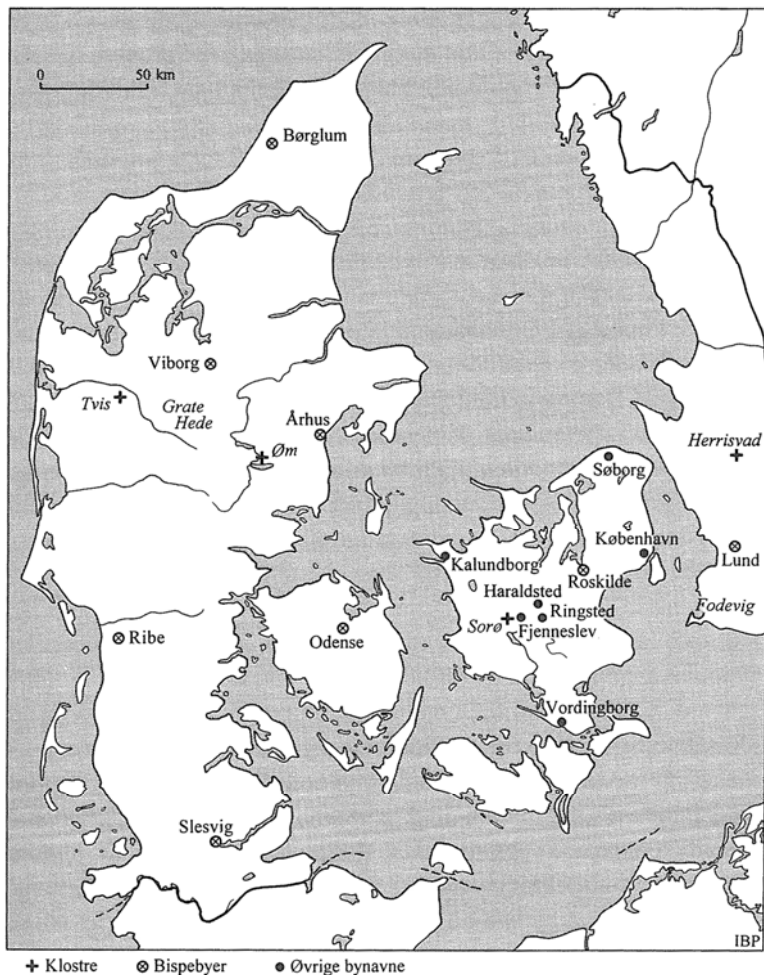 0 50 km
Børglum
Viborg
Tvis
Grate
Hede
Århus
Øm
Herrisvad
Søborg
København
Kalundborg
Lund
Roskilde
Haraldsted
Ringsted
Fodevig
Sorø
Fjenneslev
Ribe
Odense
Vordingborg
Slesvig
IBP
Klostre Bispebyer Øvrige bynavne